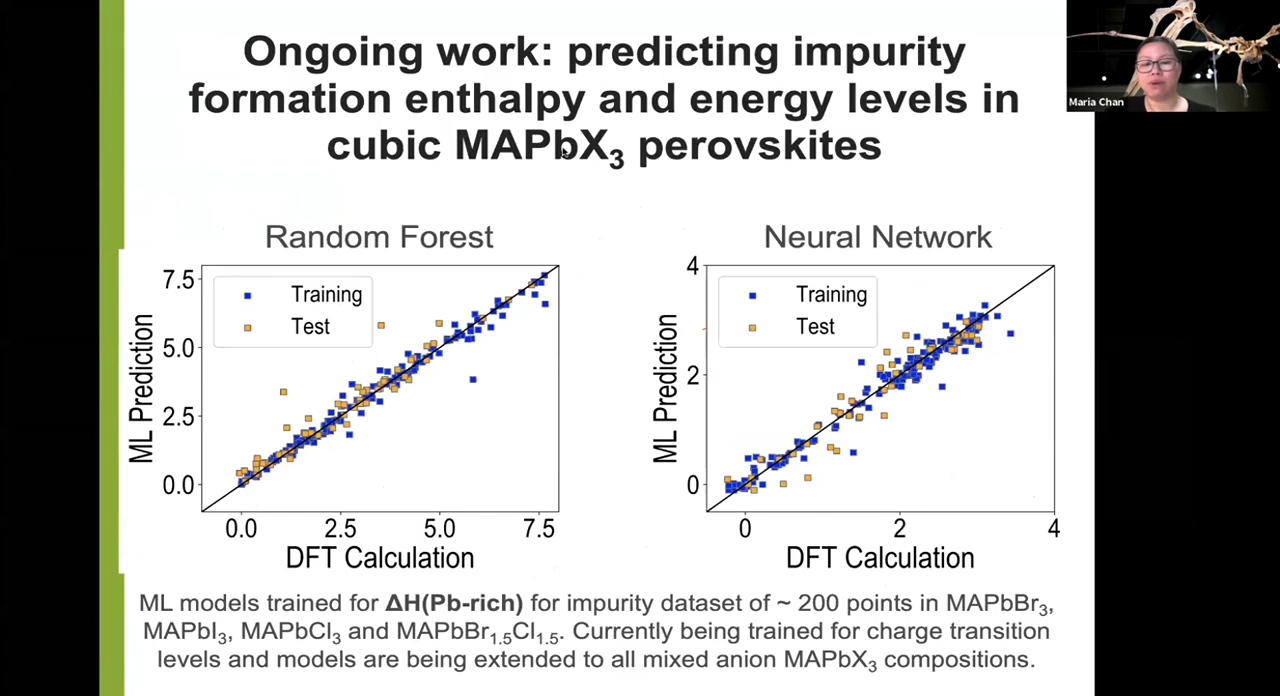 Ongoing work: predicting impurity
formation enthalpy and energy levels in
cubic MAPbX₃ perovskites
Maria Chan
Random Forest
7.5
5.0
2.5
0.0
ML Prediction
Training
Test
0.0 2.5 5.0 7.5
DFT Calculation
Neural Network
4
2
0
ML Prediction
Training
Test
0 2 4
DFT Calculation
ML models trained for ΔH(Pb-rich) for impurity dataset of ~ 200 points in MAPbBr₃,
MAPbI₃, MAPbCl₃ and MAPbBr₁.₅Cl₁.₅. Currently being trained for charge transition
levels and models are being extended to all mixed anion MAPbX₃ compositions.